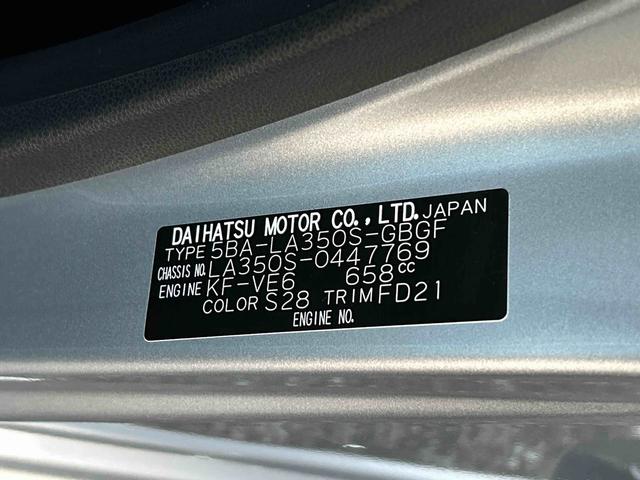 DAIHATSU MOTOR CO., LTD. JAPAN
TYPE 5BA-LA350S-GBGF
CHASSIS NO. LA350S-0447769
ENGINE KF-VE6 658cc
COLOR S28 TRIM FD21
ENGINE NO.